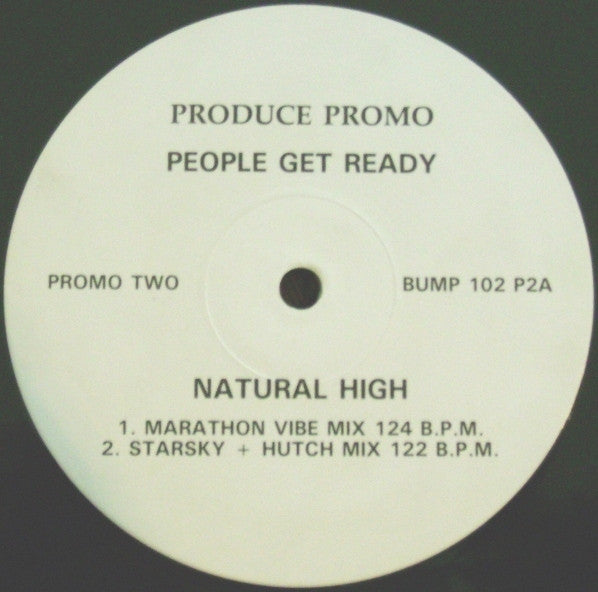 PRODUCE PROMO
PEOPLE GET READY
PROMO TWO
BUMP 102 P2A
NATURAL HIGH
1. MARATHON VIBE MIX 124 B.P.M.
2. STARSKY + HUTCH MIX 122 B.P.M.